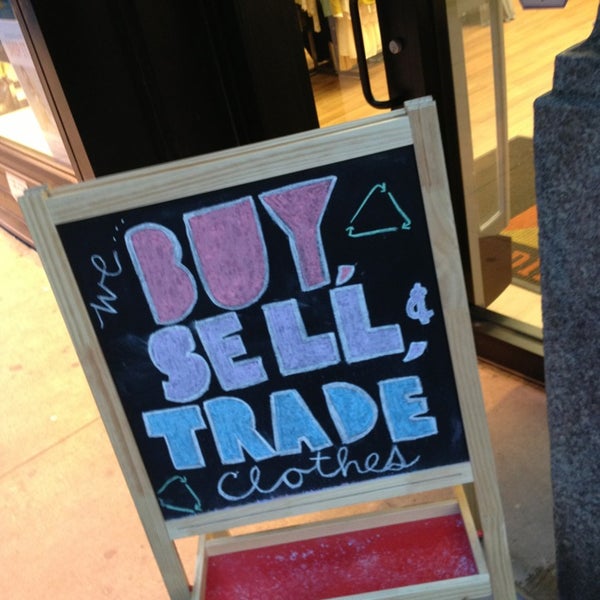 We...
BUY,
SELL, &
TRADE
clothes